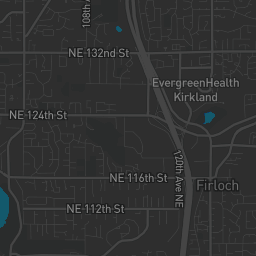 108th A
NE 132nd St
EvergreenHealth
Kirkland
NE 124th St
120th Ave NE
NE 116th St
Firloch
NE 112th St